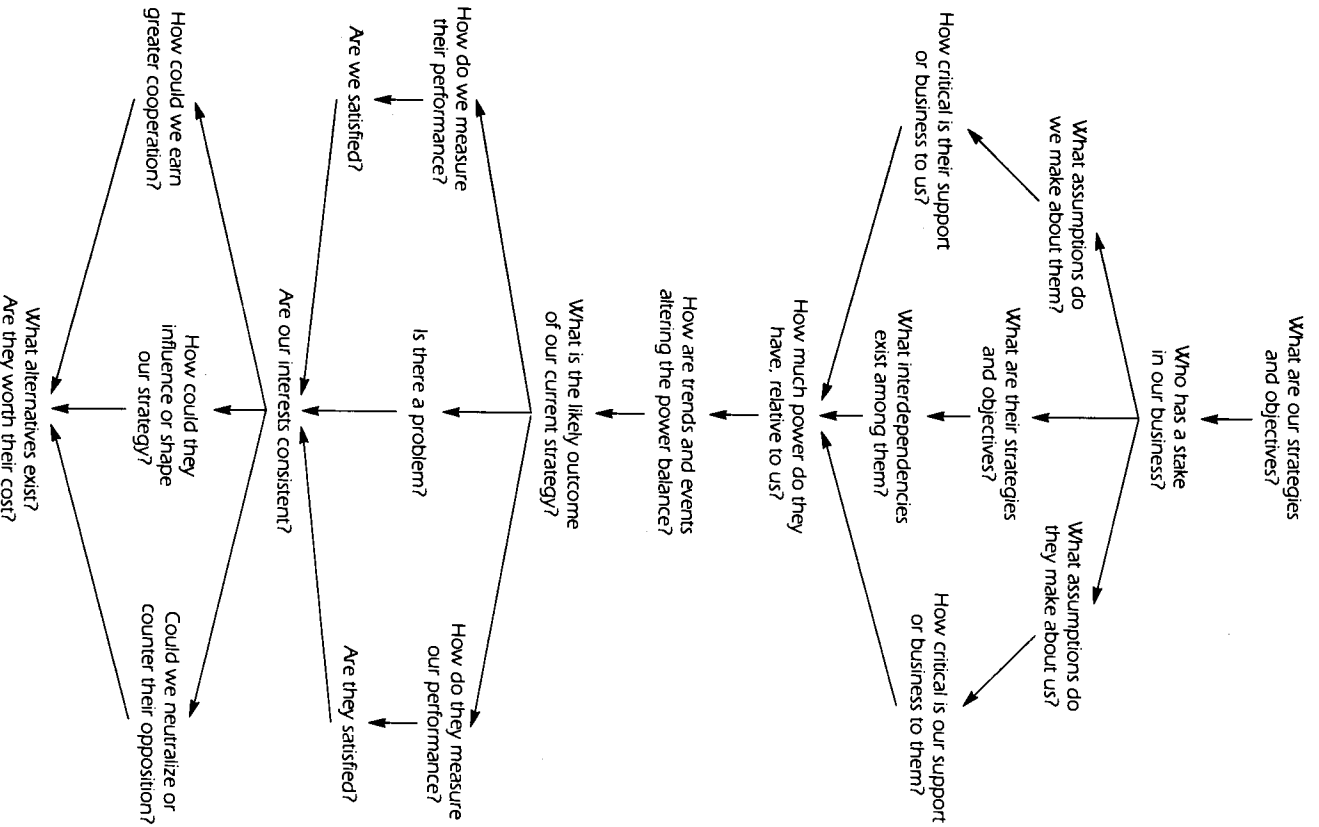 What are our strategies
and objectives?
Who has a stake
in our business?
What assumptions do
we make about them?
What assumptions do
they make about us?
What are their strategies
and objectives?
How critical is their support
or business to us?
What interdependencies
exist among them?
How critical is our support
or business to them?
How much power do they
have, relative to us?
How are trends and events
altering the power balance?
What is the likely outcome
of our current strategy?
How do we measure
their performance?
How do they measure
our performance?
Are we satisfied?
Is there a problem?
Are they satisfied?
Are our interests consistent?
How could we earn
greater cooperation?
How could they
influence or shape
our strategy?
Could we neutralize or
counter their opposition?
What alternatives exist?
Are they worth their cost?